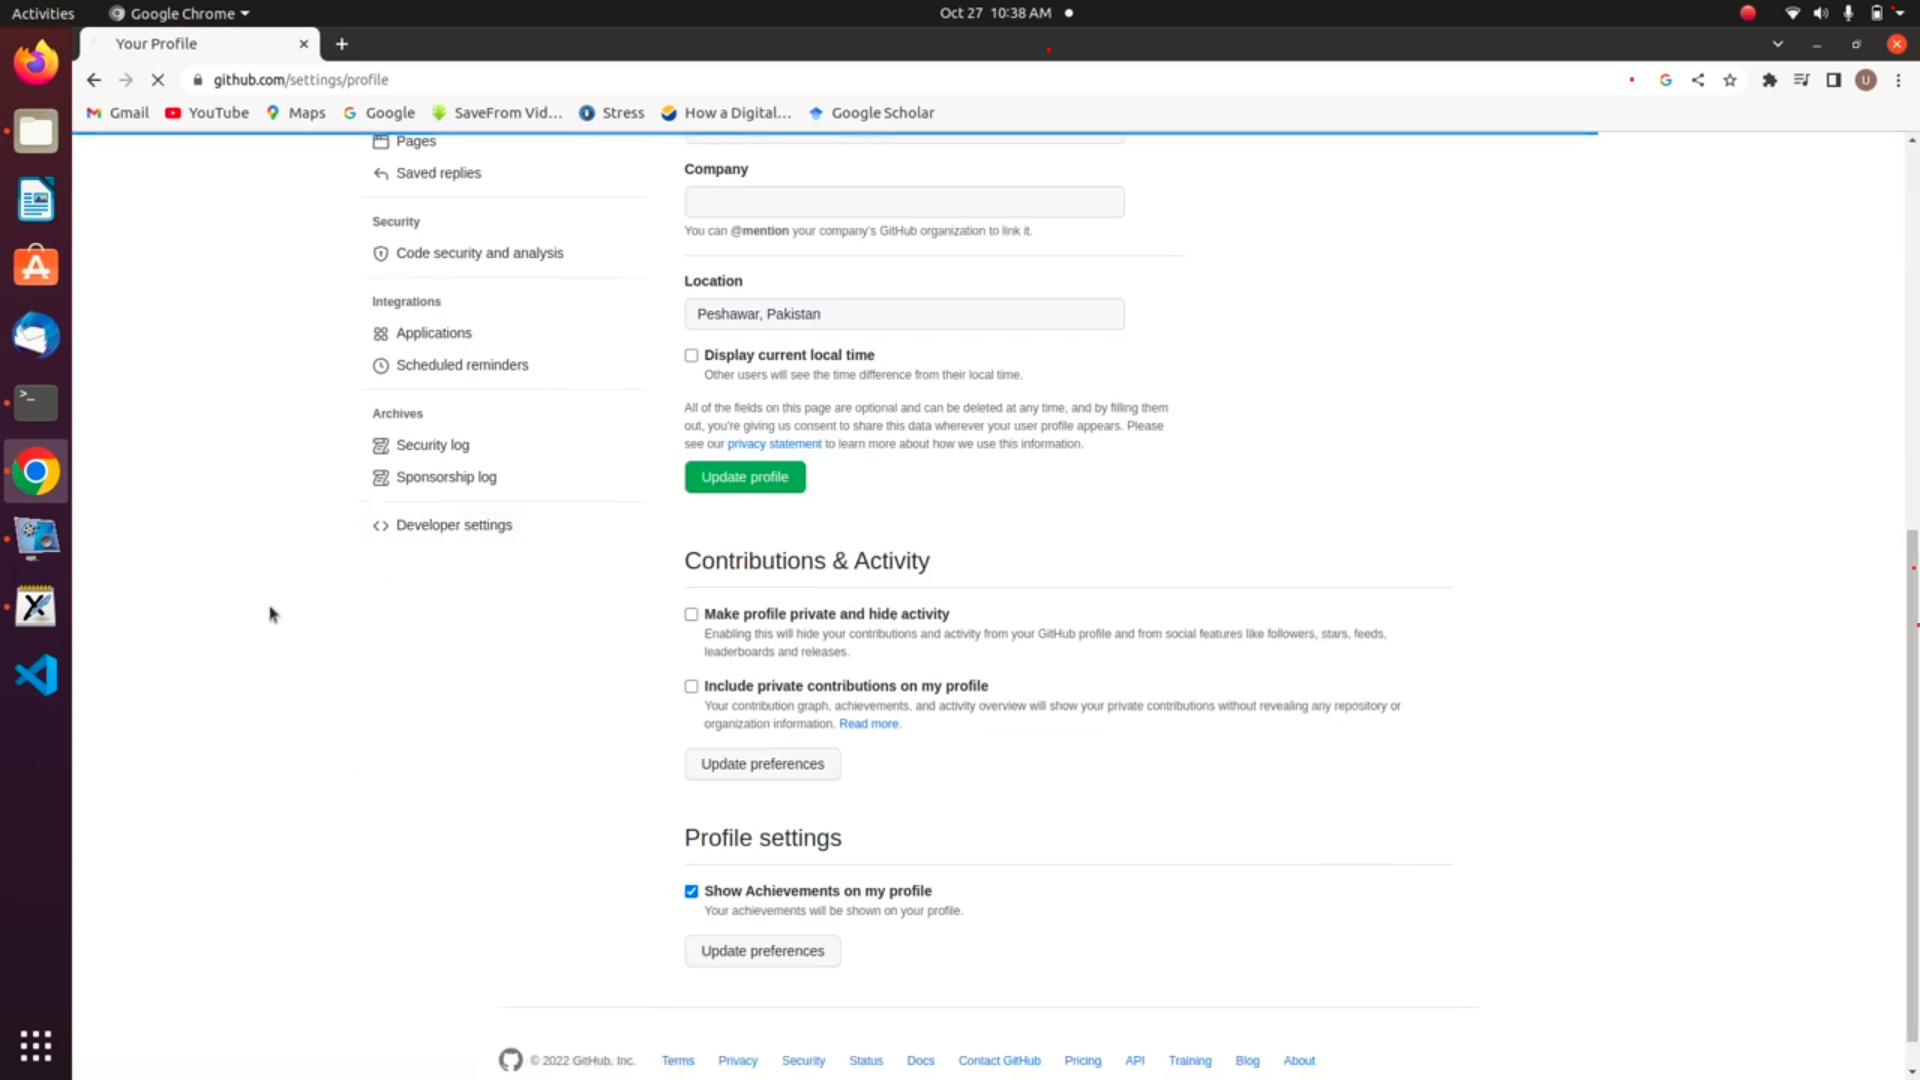 Activities
Google Chrome
Oct 27 10:38 AM
Your Profile
github.com/settings/profile
U
Gmail
YouTube
Maps
Google
SaveFrom Vid...
Stress
How a Digital...
Google Scholar
Pages
Saved replies
Security
Code security and analysis
Integrations
Applications
Scheduled reminders
Archives
Security log
Sponsorship log
Developer settings
Company
You can @mention your company's GitHub organization to link it.
Location
Peshawar, Pakistan
Display current local time
Other users will see the time difference from their local time.
All of the fields on this page are optional and can be deleted at any time, and by filling them
out, you're giving us consent to share this data wherever your user profile appears. Please
see our privacy statement to learn more about how we use this information.
Update profile
Contributions & Activity
Make profile private and hide activity
Enabling this will hide your contributions and activity from your GitHub profile and from social features like followers, stars, feeds,
leaderboards and releases.
Include private contributions on my profile
Your contribution graph, achievements, and activity overview will show your private contributions without revealing any repository or
organization information. Read more.
Update preferences
Profile settings
Show Achievements on my profile
Your achievements will be shown on your profile.
Update preferences
© 2022 GitHub, Inc.
Terms
Privacy
Security
Status
Docs
Contact GitHub
Pricing
API
Training
Blog
About